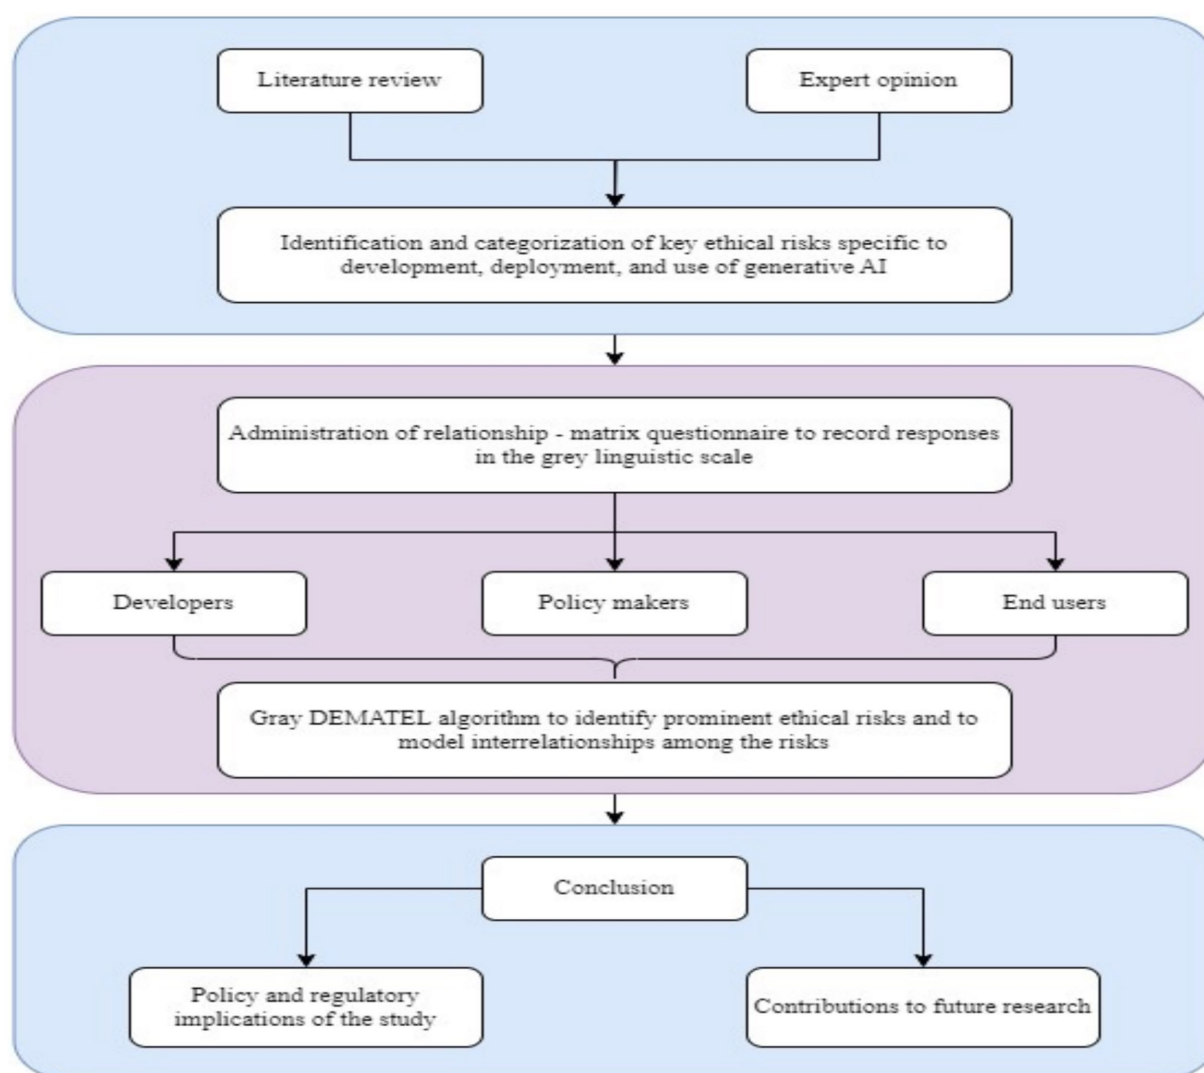 Literature review
Expert opinion
Identification and categorization of key ethical risks specific to
development, deployment, and use of generative AI
Administration of relationship - matrix questionnaire to record responses
in the grey linguistic scale
Developers
Policy makers
End users
Gray DEMATEL algorithm to identify prominent ethical risks and to
model interrelationships among the risks
Conclusion
Policy and regulatory
implications of the study
Contributions to future research